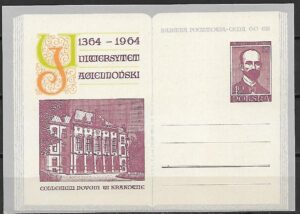 1364 - 1964
UNIWERSYTET
JAGIELLOŃSKI
COLLEGIUM NOVUM W KRAKOWIE
POLSKA